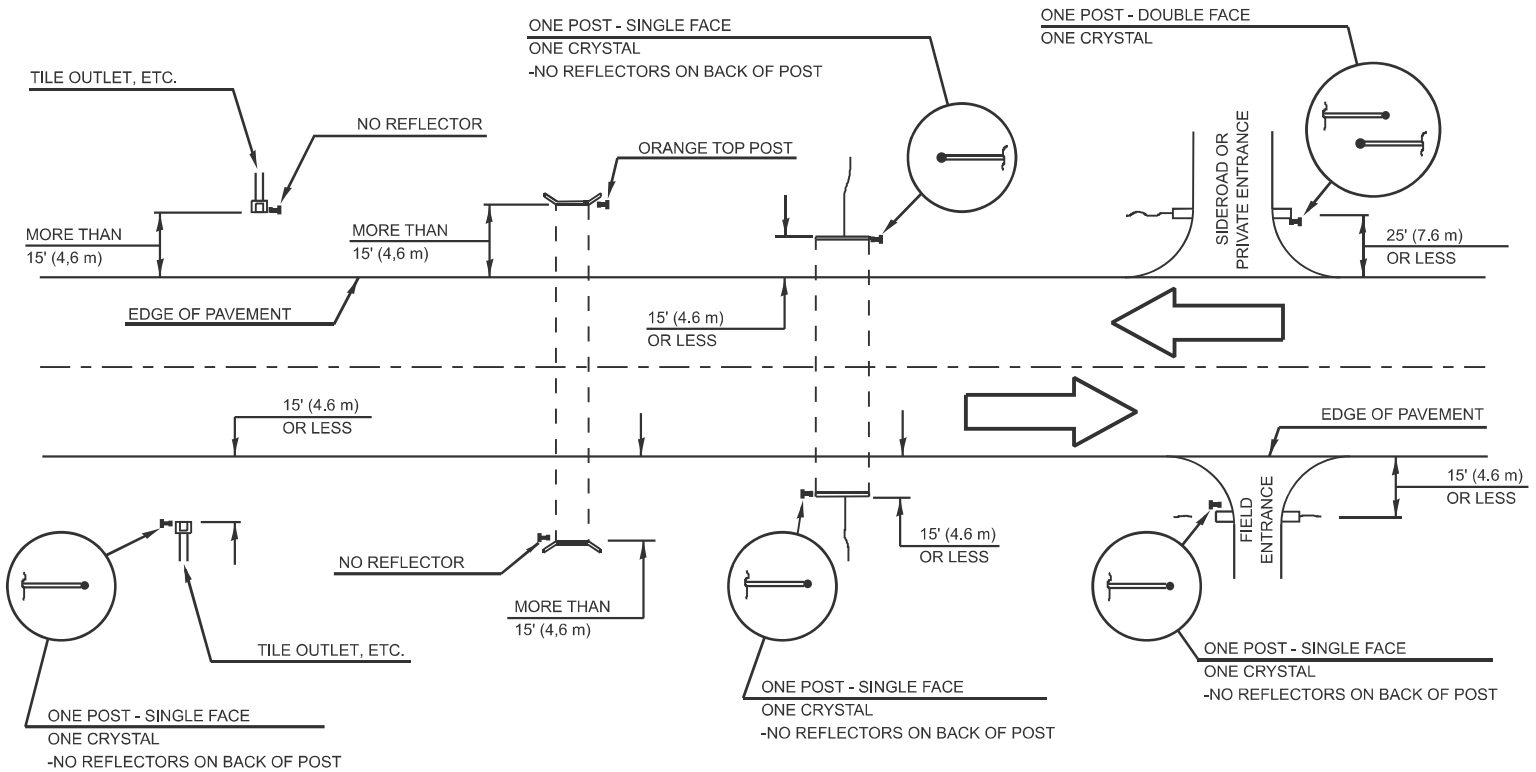 ONE POST - SINGLE FACE
ONE CRYSTAL
-NO REFLECTORS ON BACK OF POST
ONE POST - DOUBLE FACE
ONE CRYSTAL
TILE OUTLET, ETC.
NO REFLECTOR
ORANGE TOP POST
SIDEROAD OR
PRIVATE ENTRANCE
MORE THAN
15' (4,6 m)
MORE THAN
15' (4,6 m)
25' (7.6 m)
OR LESS
EDGE OF PAVEMENT
15' (4.6 m)
OR LESS
15' (4.6 m)
OR LESS
EDGE OF PAVEMENT
15' (4.6 m)
OR LESS
FIELD
ENTRANCE
15' (4.6 m)
OR LESS
NO REFLECTOR
MORE THAN
15' (4,6 m)
TILE OUTLET, ETC.
ONE POST - SINGLE FACE
ONE CRYSTAL
-NO REFLECTORS ON BACK OF POST
ONE POST - SINGLE FACE
ONE CRYSTAL
-NO REFLECTORS ON BACK OF POST
ONE POST - SINGLE FACE
ONE CRYSTAL
-NO REFLECTORS ON BACK OF POST